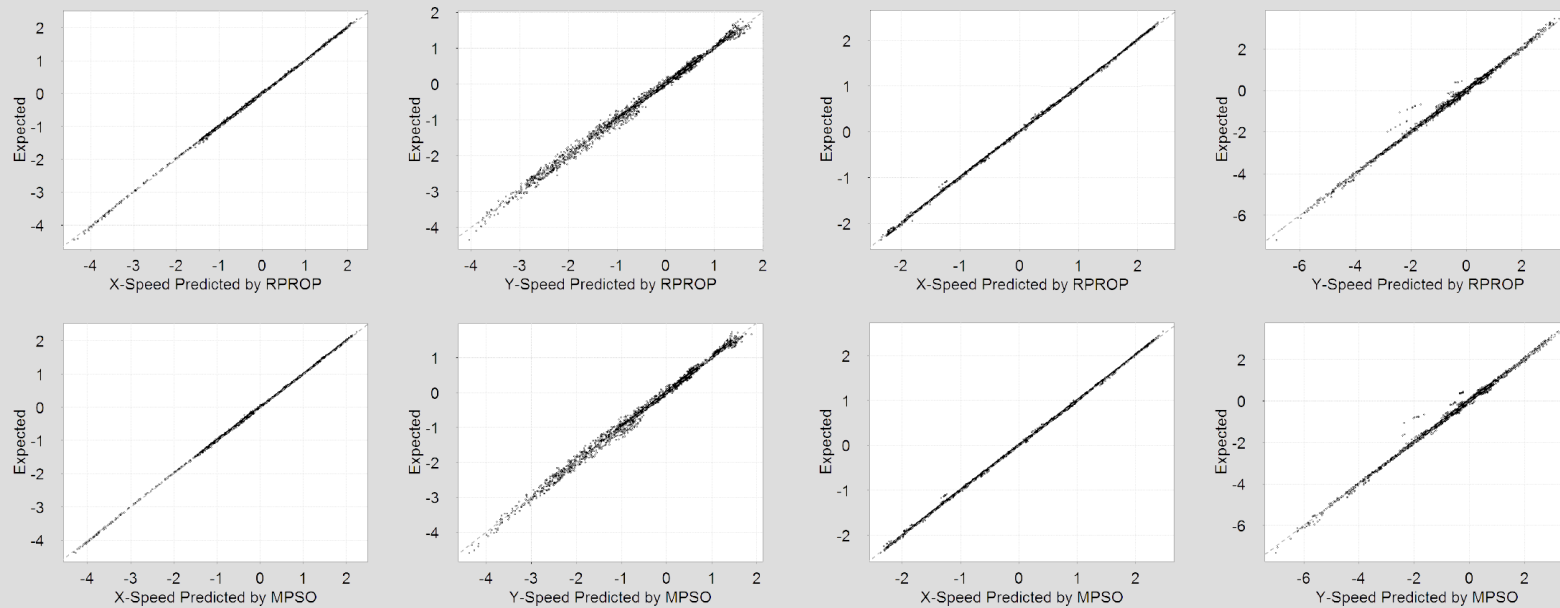 2
1
0
-1
-2
-3
-4
Expected
-4 -3 -2 -1 0 1 2
X-Speed Predicted by RPROP
2
1
0
-1
-2
-3
-4
Expected
-4 -3 -2 -1 0 1 2
Y-Speed Predicted by RPROP
2
1
0
-1
-2
Expected
-2 -1 0 1 2
X-Speed Predicted by RPROP
2
0
-2
-4
-6
Expected
-6 -4 -2 0 2
Y-Speed Predicted by RPROP
2
1
0
-1
-2
-3
-4
Expected
-4 -3 -2 -1 0 1 2
X-Speed Predicted by MPSO
1
0
-1
-2
-3
-4
Expected
-4 -3 -2 -1 0 1 2
Y-Speed Predicted by MPSO
2
1
0
-1
-2
Expected
-2 -1 0 1 2
X-Speed Predicted by MPSO
2
0
-2
-4
-6
Expected
-6 -4 -2 0 2
Y-Speed Predicted by MPSO